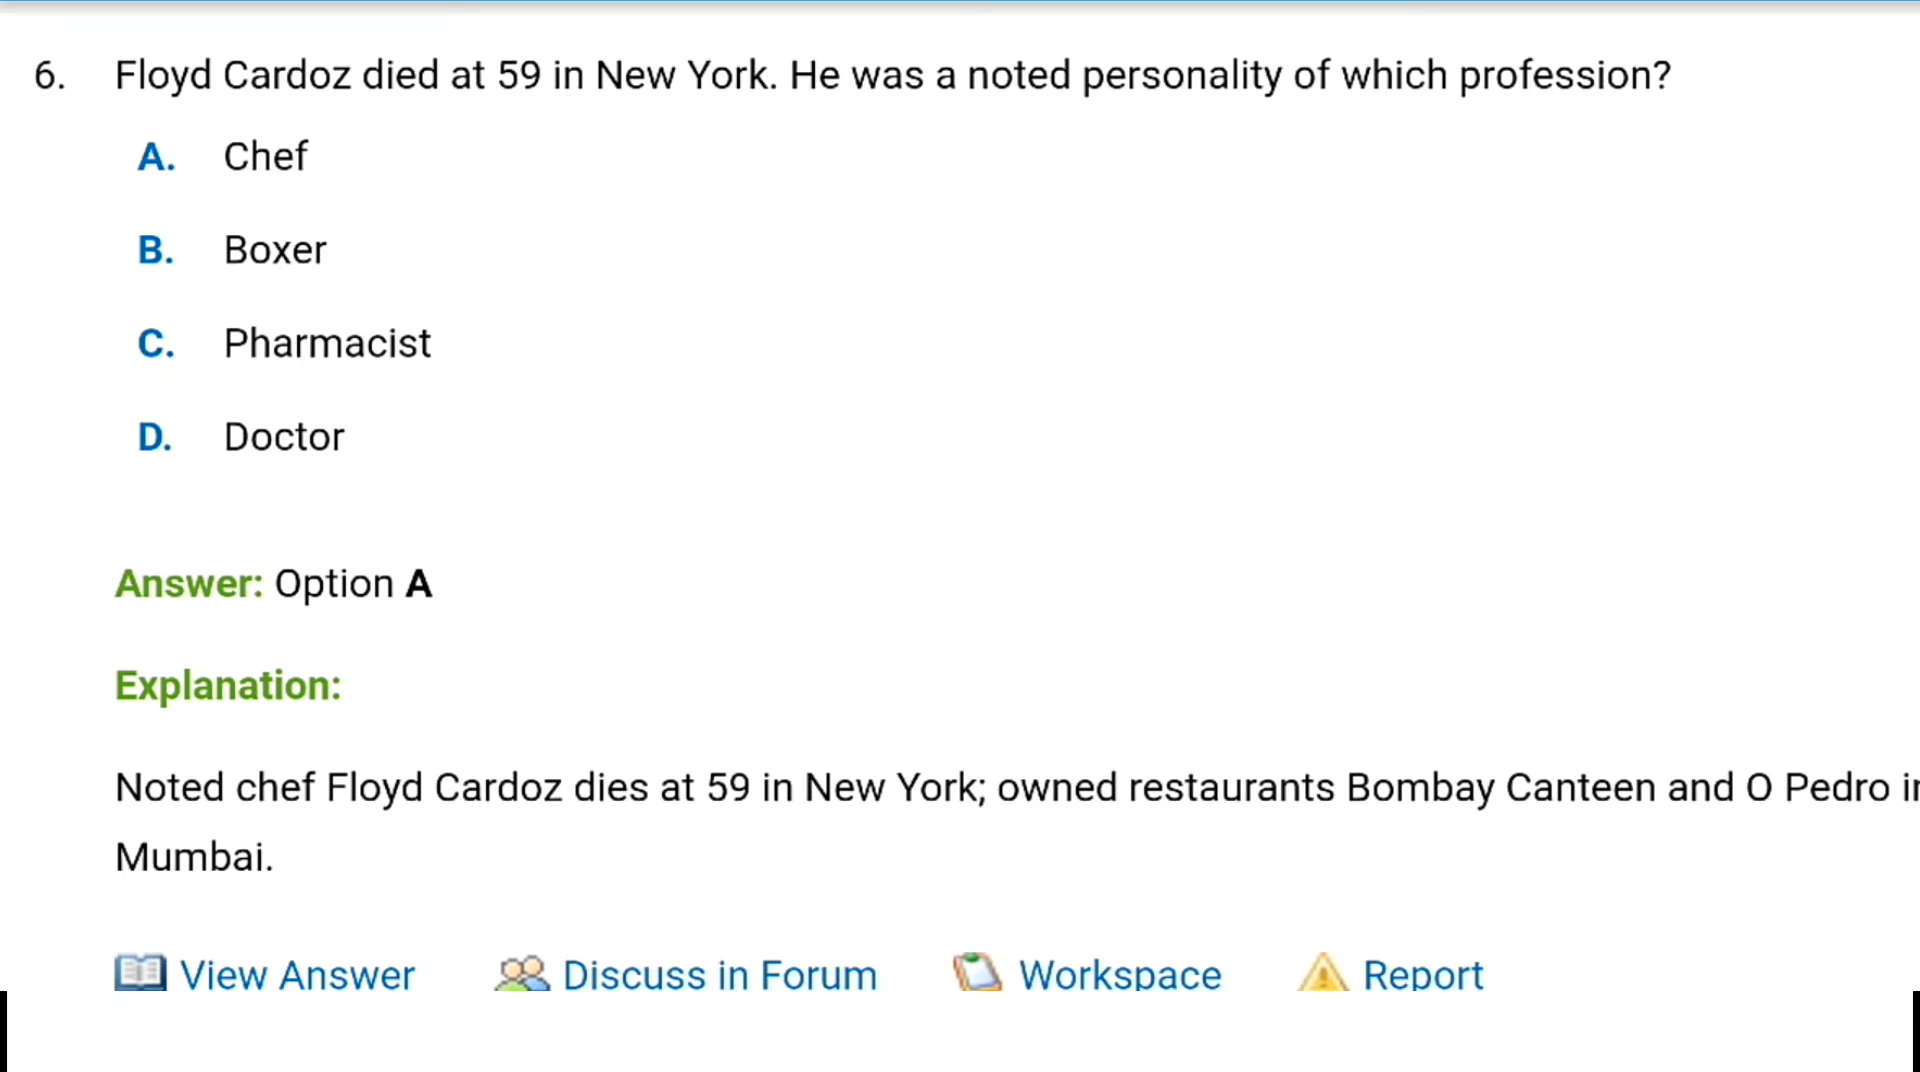 6. Floyd Cardoz died at 59 in New York. He was a noted personality of which profession?
A. Chef
B. Boxer
C. Pharmacist
D. Doctor
Answer: Option A
Explanation:
Noted chef Floyd Cardoz dies at 59 in New York; owned restaurants Bombay Canteen and O Pedro
Mumbai.
View Answer Discuss in Forum Workspace Report